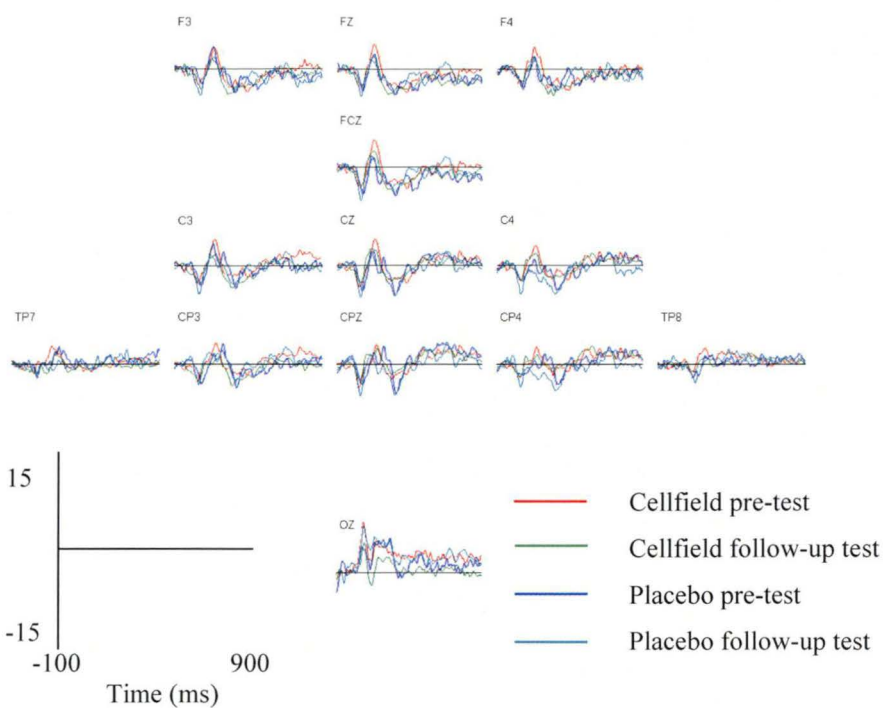 F3 FZ F4
FCZ
C3 CZ C4
TP7 CP3 CPZ CP4 TP8
15
-15
-100 900
Time (ms)
OZ
Cellfield pre-test
Cellfield follow-up test
Placebo pre-test
Placebo follow-up test